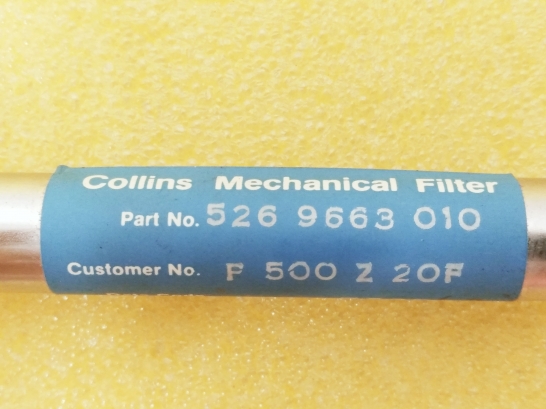 Collins Mechanical Filter
Part No. 526 9663 010
Customer No. F 500 Z 20F